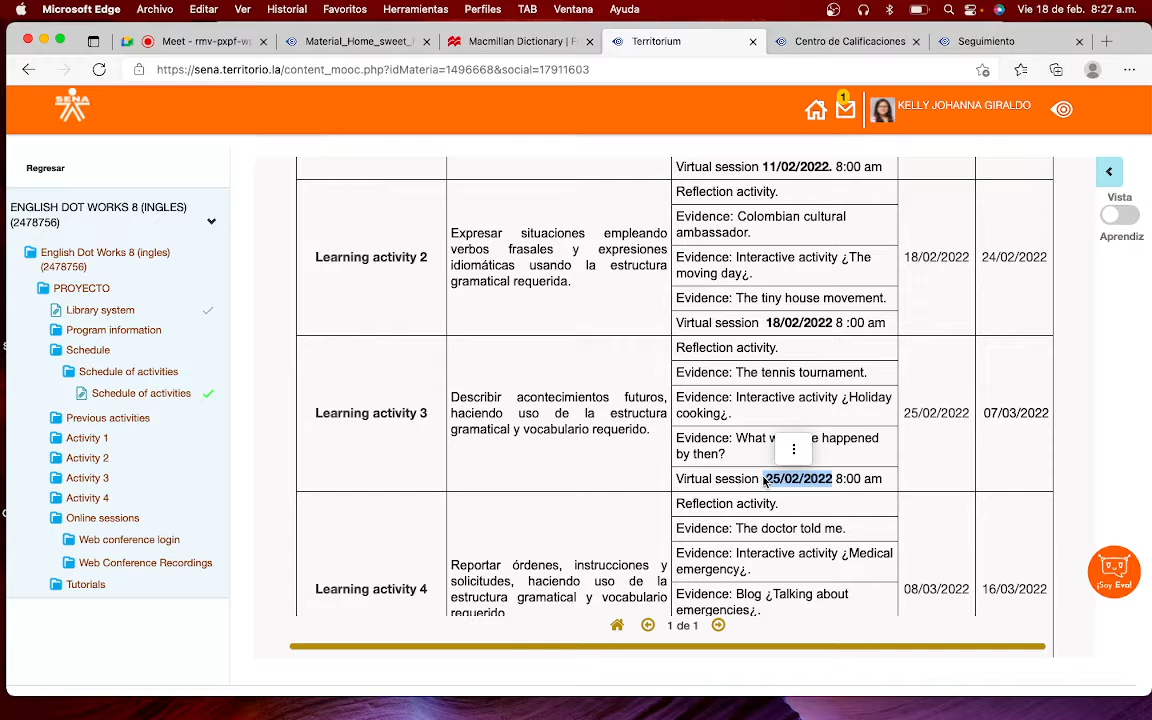 Microsoft Edge Archivo Editar Ver Historial Favoritos Herramientas Perfiles TAB Ventana Ayuda Vie 18 de feb. 8:27 a.m.
Meet - rmv-pxpf-w Material_Home_sweet_ Macmillan Dictionary | F Territorium Centro de Calificaciones Seguimiento
https://sena.territorio.la/content_mooc.php?idMateria=1496668&social=17911603
SENA
1
KELLY JOHANNA GIRALDO
Regresar
ENGLISH DOT WORKS 8 (INGLES)
(2478756)
English Dot Works 8 (ingles)
(2478756)
PROYECTO
Library system
Program information
Schedule
Schedule of activities
Schedule of activities
Previous activities
Activity 1
Activity 2
Activity 3
Activity 4
Online sessions
Web conference login
Web Conference Recordings
Tutorials
Virtual session 11/02/2022. 8:00 am
Learning activity 2
Expresar situaciones empleando
verbos frasales y expresiones
idiomáticas usando la estructura
gramatical requerida.
Reflection activity.
Evidence: Colombian cultural
ambassador.
Evidence: Interactive activity ¿The
moving day¿.
Evidence: The tiny house movement.
Virtual session 18/02/2022 8 :00 am
18/02/2022
24/02/2022
Learning activity 3
Describir acontecimientos futuros,
haciendo uso de la estructura
gramatical y vocabulario requerido.
Reflection activity.
Evidence: The tennis tournament.
Evidence: Interactive activity ¿Holiday
cooking¿.
Evidence: What happened
by then?
Virtual session 25/02/2022 8:00 am
25/02/2022
07/03/2022
Learning activity 4
Reportar órdenes, instrucciones y
solicitudes, haciendo uso de la
estructura gramatical y vocabulario
requerido
Reflection activity.
Evidence: The doctor told me.
Evidence: Interactive activity ¿Medical
emergency¿.
Evidence: Blog ¿Talking about
emergencies¿.
08/03/2022
16/03/2022
1 de 1
Vista
Aprendiz
¡Soy Eva!